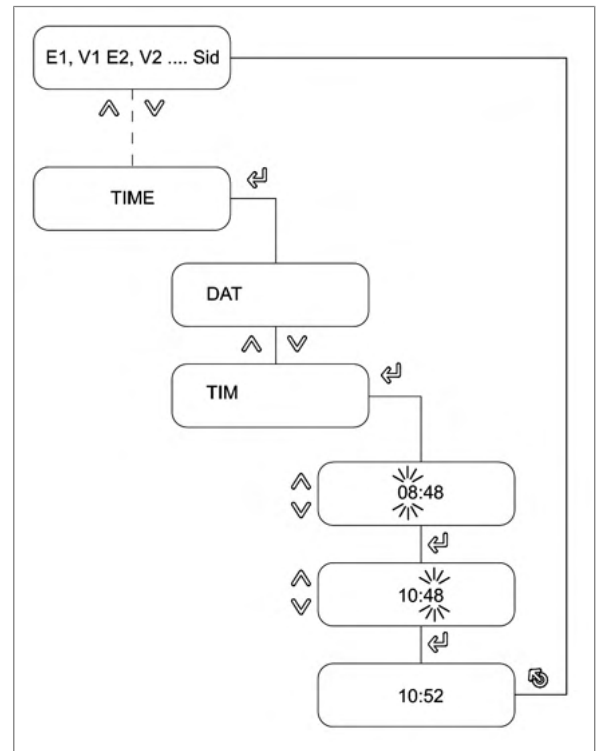 E1, V1 E2, V2 .... Sid
TIME
DAT
TIM
08:48
10:48
10:52